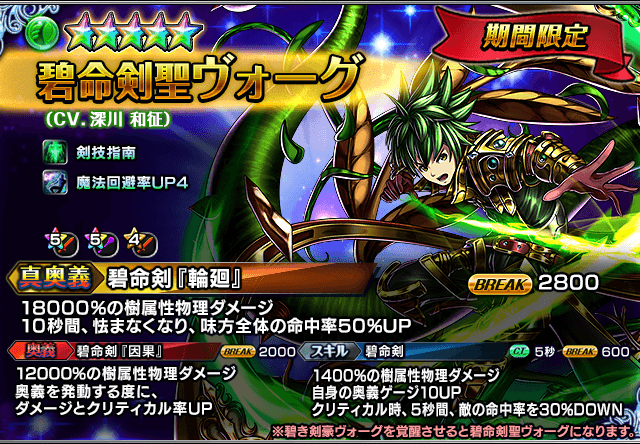 期間限定
碧命剣聖ヴォーグ
(CV.深川 和征)
剣技指南
魔法回避率UP4
5 5 4
真奥義 碧命剣『輪廻』 BREAK 2800
18000%の樹属性物理ダメージ
10秒間、怯まなくなり、味方全体の命中率50%UP
奥義 碧命剣『因果』 BREAK 2000
12000%の樹属性物理ダメージ
奥義を発動する度に、
ダメージとクリティカル率UP
スキル 碧命剣 CT 5秒 BREAK 600
1400%の樹属性物理ダメージ
自身の奥義ゲージ10UP
クリティカル時、5秒間、敵の命中率を30%DOWN
※碧き剣豪ヴォーグを覚醒させると碧命剣聖ヴォーグになります。